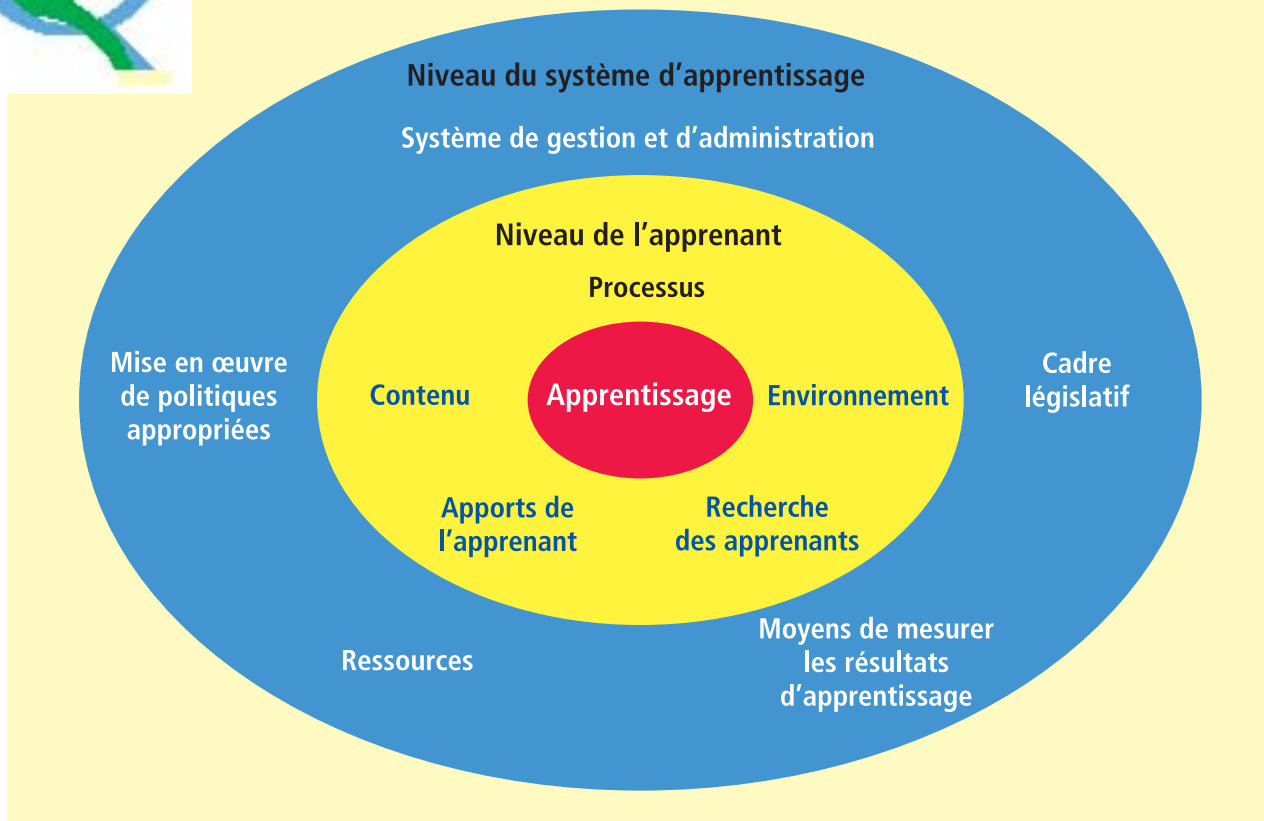 Niveau du système d'apprentissage
Système de gestion et d'administration
Niveau de l'apprenant
Processus
Mise en œuvre
de politiques
appropriées
Contenu
Apprentissage
Environnement
Cadre
législatif
Apports de
l'apprenant
Recherche
des apprenants
Ressources
Moyens de mesurer
les résultats
d'apprentissage